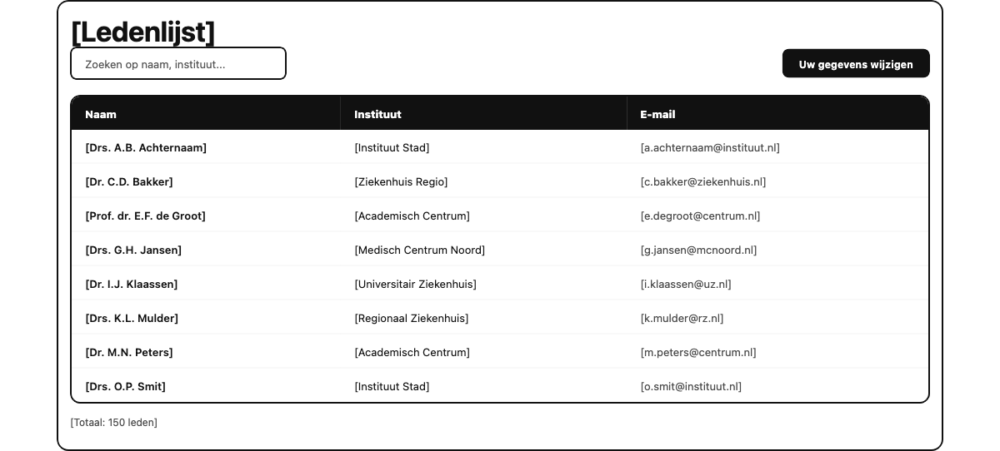 [Ledenlijst]
Zoeken op naam, instituut...
Uw gegevens wijzigen
Naam Instituut E-mail
[Drs. A.B. Achternaam] [Instituut Stad] [a.achternaam@instituut.nl]
[Dr. C.D. Bakker] [Ziekenhuis Regio] [c.bakker@ziekenhuis.nl]
[Prof. dr. E.F. de Groot] [Academisch Centrum] [e.degroot@centrum.nl]
[Drs. G.H. Jansen] [Medisch Centrum Noord] [g.jansen@mcnoord.nl]
[Dr. I.J. Klaassen] [Universitair Ziekenhuis] [i.klaassen@uz.nl]
[Drs. K.L. Mulder] [Regionaal Ziekenhuis] [k.mulder@rz.nl]
[Dr. M.N. Peters] [Academisch Centrum] [m.peters@centrum.nl]
[Drs. O.P. Smit] [Instituut Stad] [o.smit@instituut.nl]
[Totaal: 150 leden]